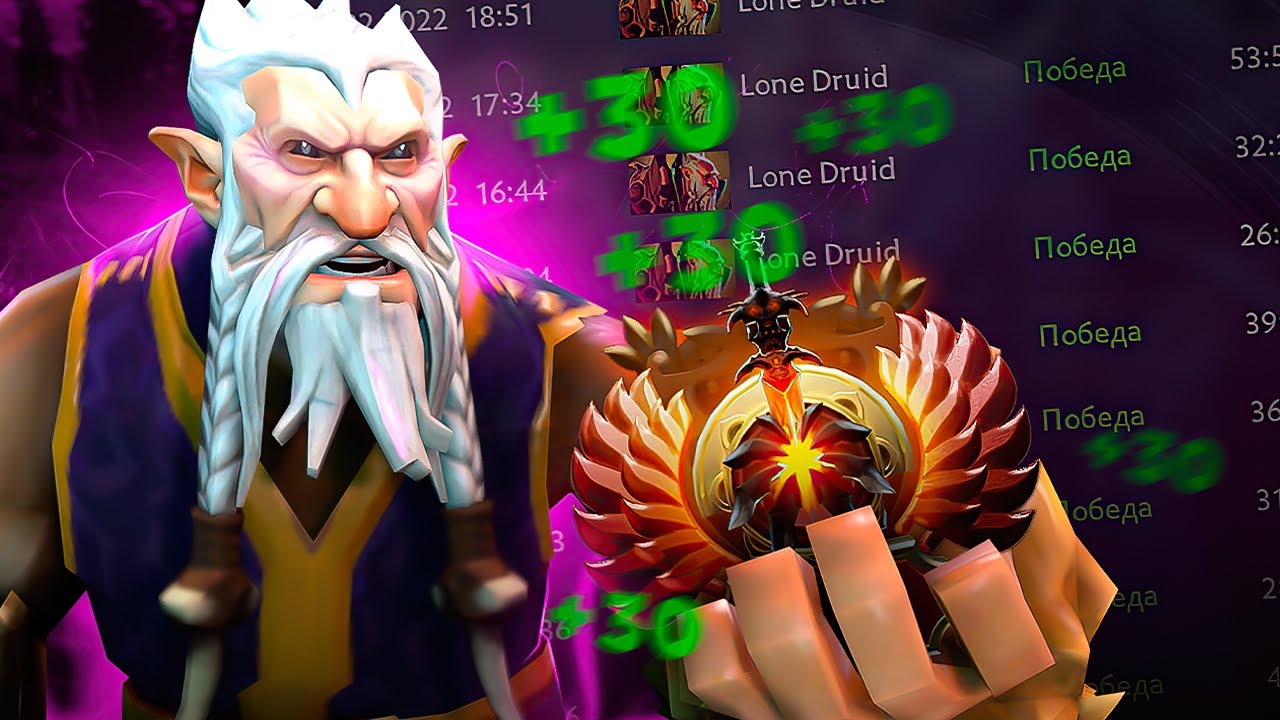 2022 18:51 Lone Druid
17:34 Lone Druid Победа 53:5
+30 +30
16:44 Lone Druid Победа 32:2
+30 Lone Druid Победа 26:
Победа 39
Победа 36
+30
Победа 31
+30